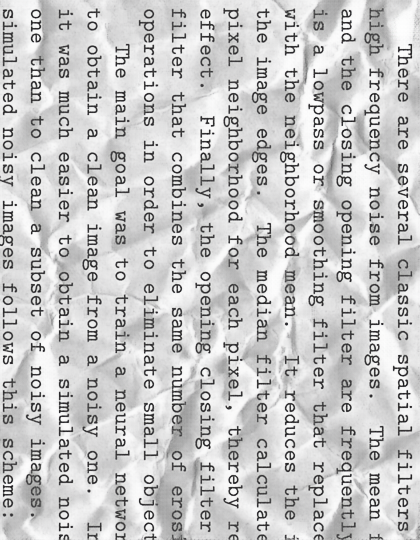 There are several classic spatial filters
high frequency noise from images. The mean f
and the closing opening filter are frequently
is a lowpass or smoothing filter that replace
with the neighborhood mean. It reduces the i
the image edges. The median filter calculate
pixel neighborhood for each pixel, thereby re
effect. Finally, the opening closing filter
filter that combines the same number of erosi
operations in order to eliminate small object
The main goal was to train a neural networ
to obtain a clean image from a noisy one. In
it was much easier to obtain a simulated nois
one than to clean a subset of noisy images.
simulated noisy images follows this scheme: